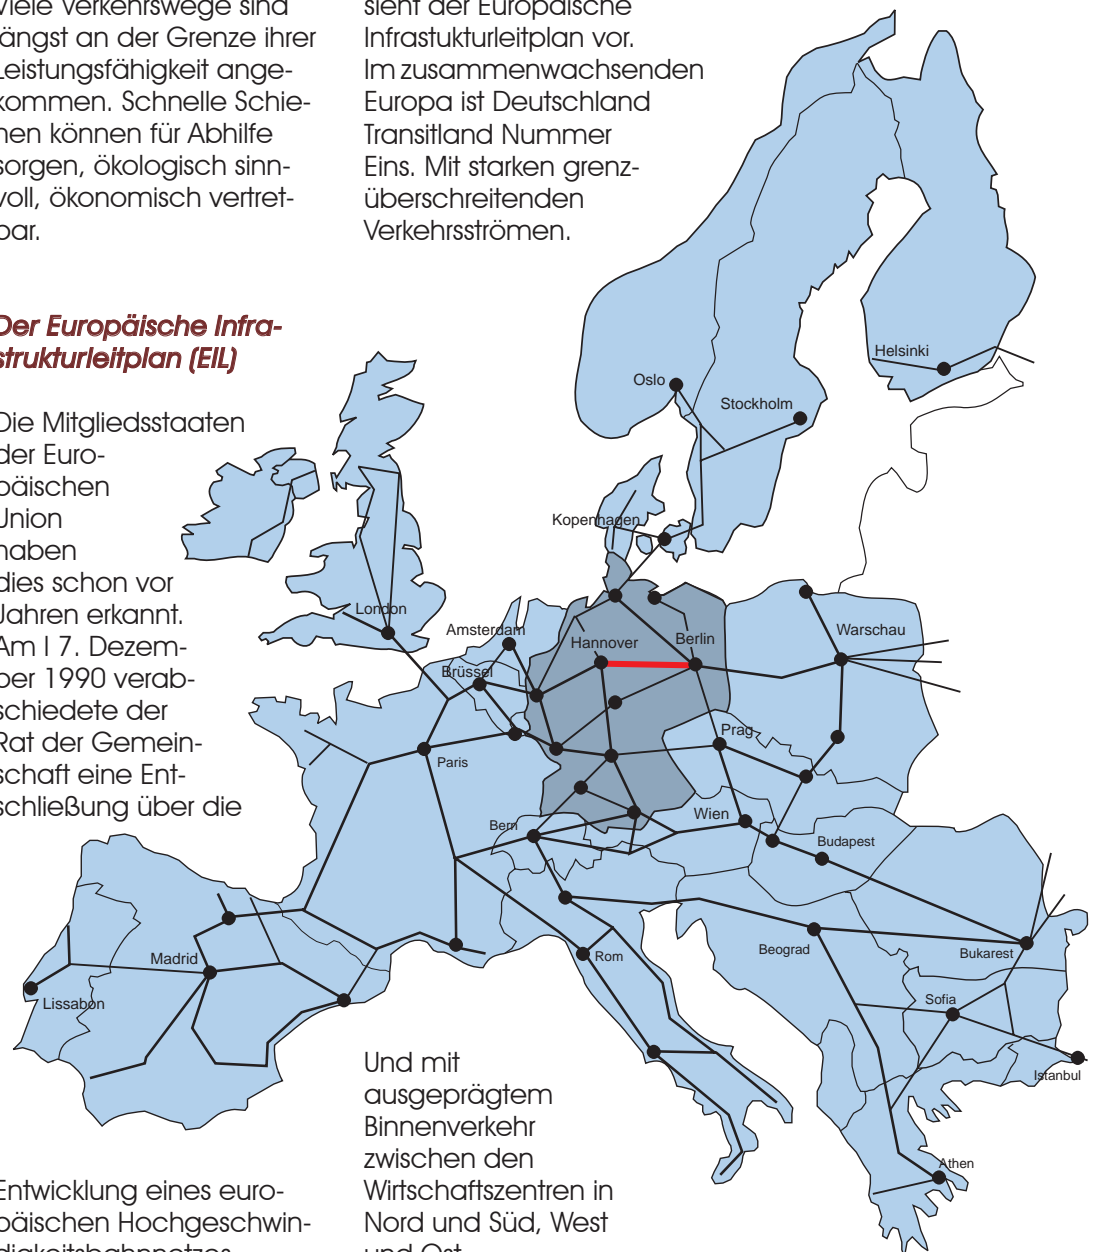 Viele Verkehrswege sind
längst an der Grenze ihrer
Leistungsfähigkeit ange-
kommen. Schnelle Schie-
nen können für Abhilfe
sorgen, ökologisch sinn-
voll, ökonomisch vertret-
bar.
Der Europäische Infra-
strukturleitplan (EIL)
Die Mitgliedsstaaten
der Euro-
päischen
Union
haben
dies schon vor
Jahren erkannt.
Am I 7. Dezem-
ber 1990 verab-
schiedete der
Rat der Gemein-
schaft eine Ent-
schließung über die
Entwicklung eines euro-
päischen Hochgeschwin-
digkeitsbahnnetzes
sieht der Europäische
Infrastukturleitplan vor.
Im zusammenwachsenden
Europa ist Deutschland
Transitland Nummer
Eins. Mit starken grenz-
überschreitenden
Verkehrsströmen.
Und mit
ausgeprägtem
Binnenverkehr
zwischen den
Wirtschaftszentren in
Nord und Süd, West
und Ost
Helsinki
Oslo
Stockholm
Kopenhagen
London
Amsterdam
Hannover
Berlin
Warschau
Brüssel
Paris
Prag
Bern
Wien
Budapest
Madrid
Lissabon
Rom
Beograd
Bukarest
Sofia
Istanbul
Athen